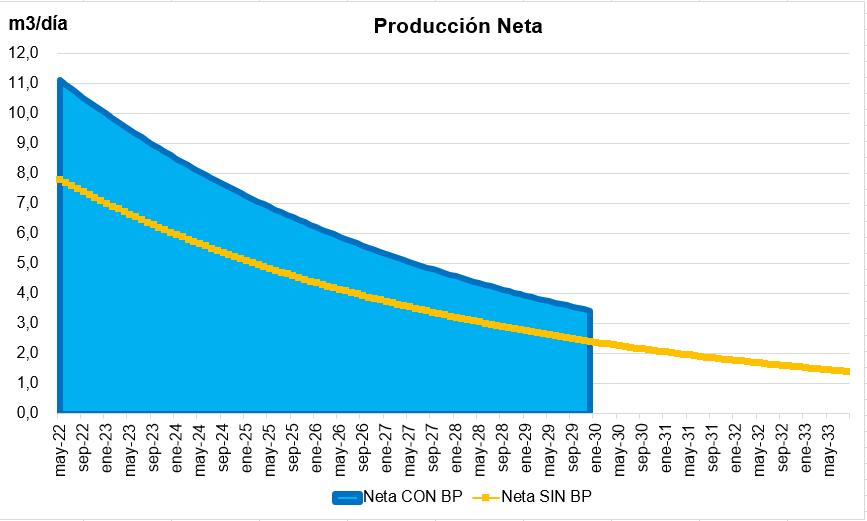 m3/día
Producción Neta
12,0
11,0
10,0
9,0
8,0
7,0
6,0
5,0
4,0
3,0
2,0
1,0
0,0
may-22
sep-22
ene-23
may-23
sep-23
ene-24
may-24
sep-24
ene-25
may-25
sep-25
ene-26
may-26
sep-26
ene-27
may-27
sep-27
ene-28
may-28
sep-28
ene-29
may-29
sep-29
ene-30
may-30
sep-30
ene-31
may-31
sep-31
ene-32
may-32
sep-32
ene-33
may-33
Neta CON BP
Neta SIN BP